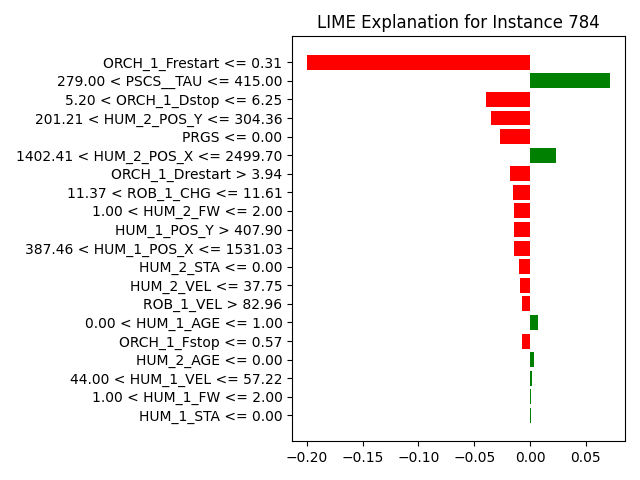 LIME Explanation for Instance 784
ORCH_1_Frestart <= 0.31
279.00 < PSCS__TAU <= 415.00
5.20 < ORCH_1_Dstop <= 6.25
201.21 < HUM_2_POS_Y <= 304.36
PRGS <= 0.00
1402.41 < HUM_2_POS_X <= 2499.70
ORCH_1_Drestart > 3.94
11.37 < ROB_1_CHG <= 11.61
1.00 < HUM_2_FW <= 2.00
HUM_1_POS_Y > 407.90
387.46 < HUM_1_POS_X <= 1531.03
HUM_2_STA <= 0.00
HUM_2_VEL <= 37.75
ROB_1_VEL > 82.96
0.00 < HUM_1_AGE <= 1.00
ORCH_1_Fstop <= 0.57
HUM_2_AGE <= 0.00
44.00 < HUM_1_VEL <= 57.22
1.00 < HUM_1_FW <= 2.00
HUM_1_STA <= 0.00
−0.20 −0.15 −0.10 −0.05 0.00 0.05